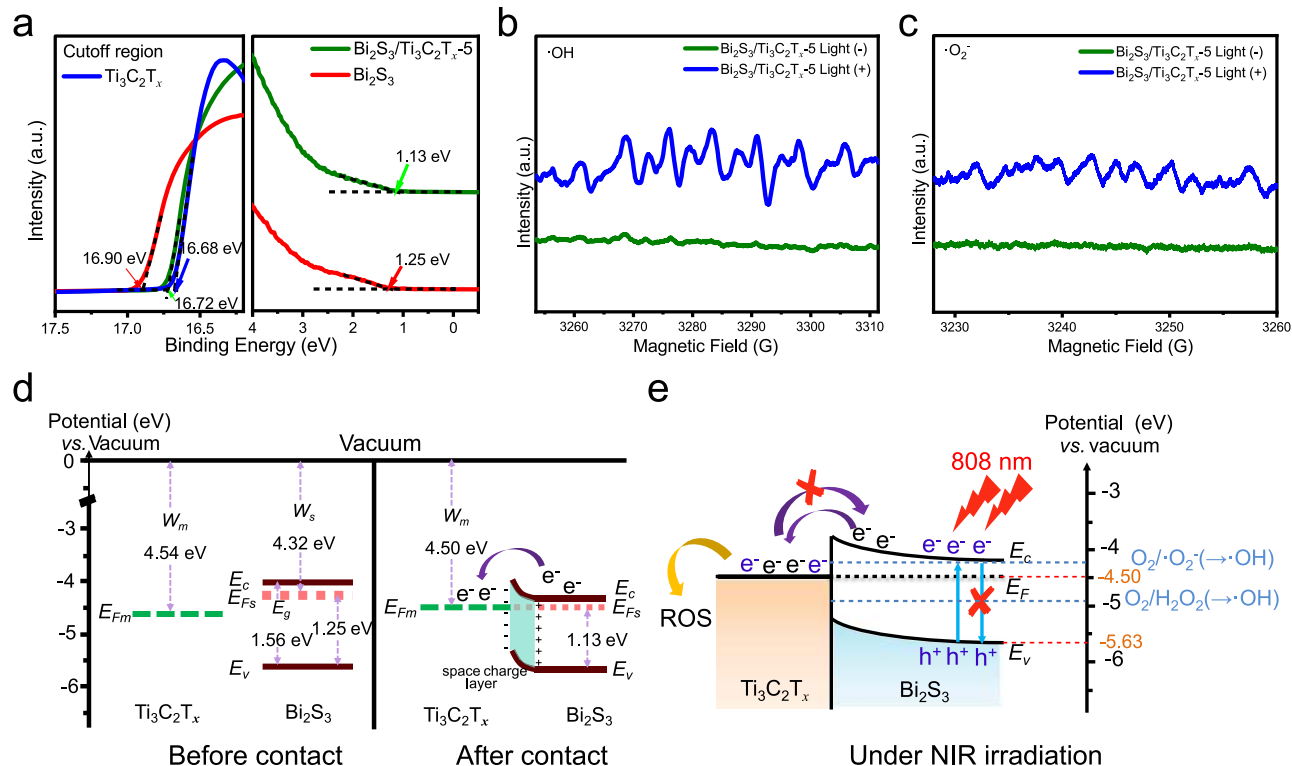 a
Cutoff region
Ti₃C₂Tₓ
Bi₂S₃/Ti₃C₂Tₓ-5
Bi₂S₃
1.13 eV
1.25 eV
16.90 eV
16.68 eV
16.72 eV
Intensity (a.u.)
17.5 17.0 16.5 4 3 2 1 0
Binding Energy (eV)
b
·OH
Bi₂S₃/Ti₃C₂Tₓ-5 Light (-)
Bi₂S₃/Ti₃C₂Tₓ-5 Light (+)
Intensity (a.u.)
3260 3270 3280 3290 3300 3310
Magnetic Field (G)
c
·O₂⁻
Bi₂S₃/Ti₃C₂Tₓ-5 Light (-)
Bi₂S₃/Ti₃C₂Tₓ-5 Light (+)
Intensity (a.u.)
3230 3240 3250 3260
Magnetic Field (G)
d
Potential (eV)
vs. Vacuum
Vacuum
0
-3
-4
-5
-6
Wm
4.54 eV
EFm
Ti₃C₂Tₓ
Ws
4.32 eV
Ec
EFs
Eg
1.56 eV
1.25 eV
Ev
Bi₂S₃
Before contact
Wm
4.50 eV
e⁻ e⁻
e⁻
e⁻ e⁻
Ec
EFm
EFs
1.13 eV
Ev
- - - - - - -
+ + + + + + +
space charge
layer
Ti₃C₂Tₓ
Bi₂S₃
After contact
e
Potential (eV)
vs. vacuum
808 nm
-3
-4
-4.50
-5
-5.63
-6
e⁻ e⁻
e⁻ e⁻ e⁻ e⁻
e⁻ e⁻ e⁻
Ec
O₂/·O₂⁻(→·OH)
EF
O₂/H₂O₂(→·OH)
ROS
h⁺ h⁺ h⁺
Ev
Ti₃C₂Tₓ
Bi₂S₃
Under NIR irradiation